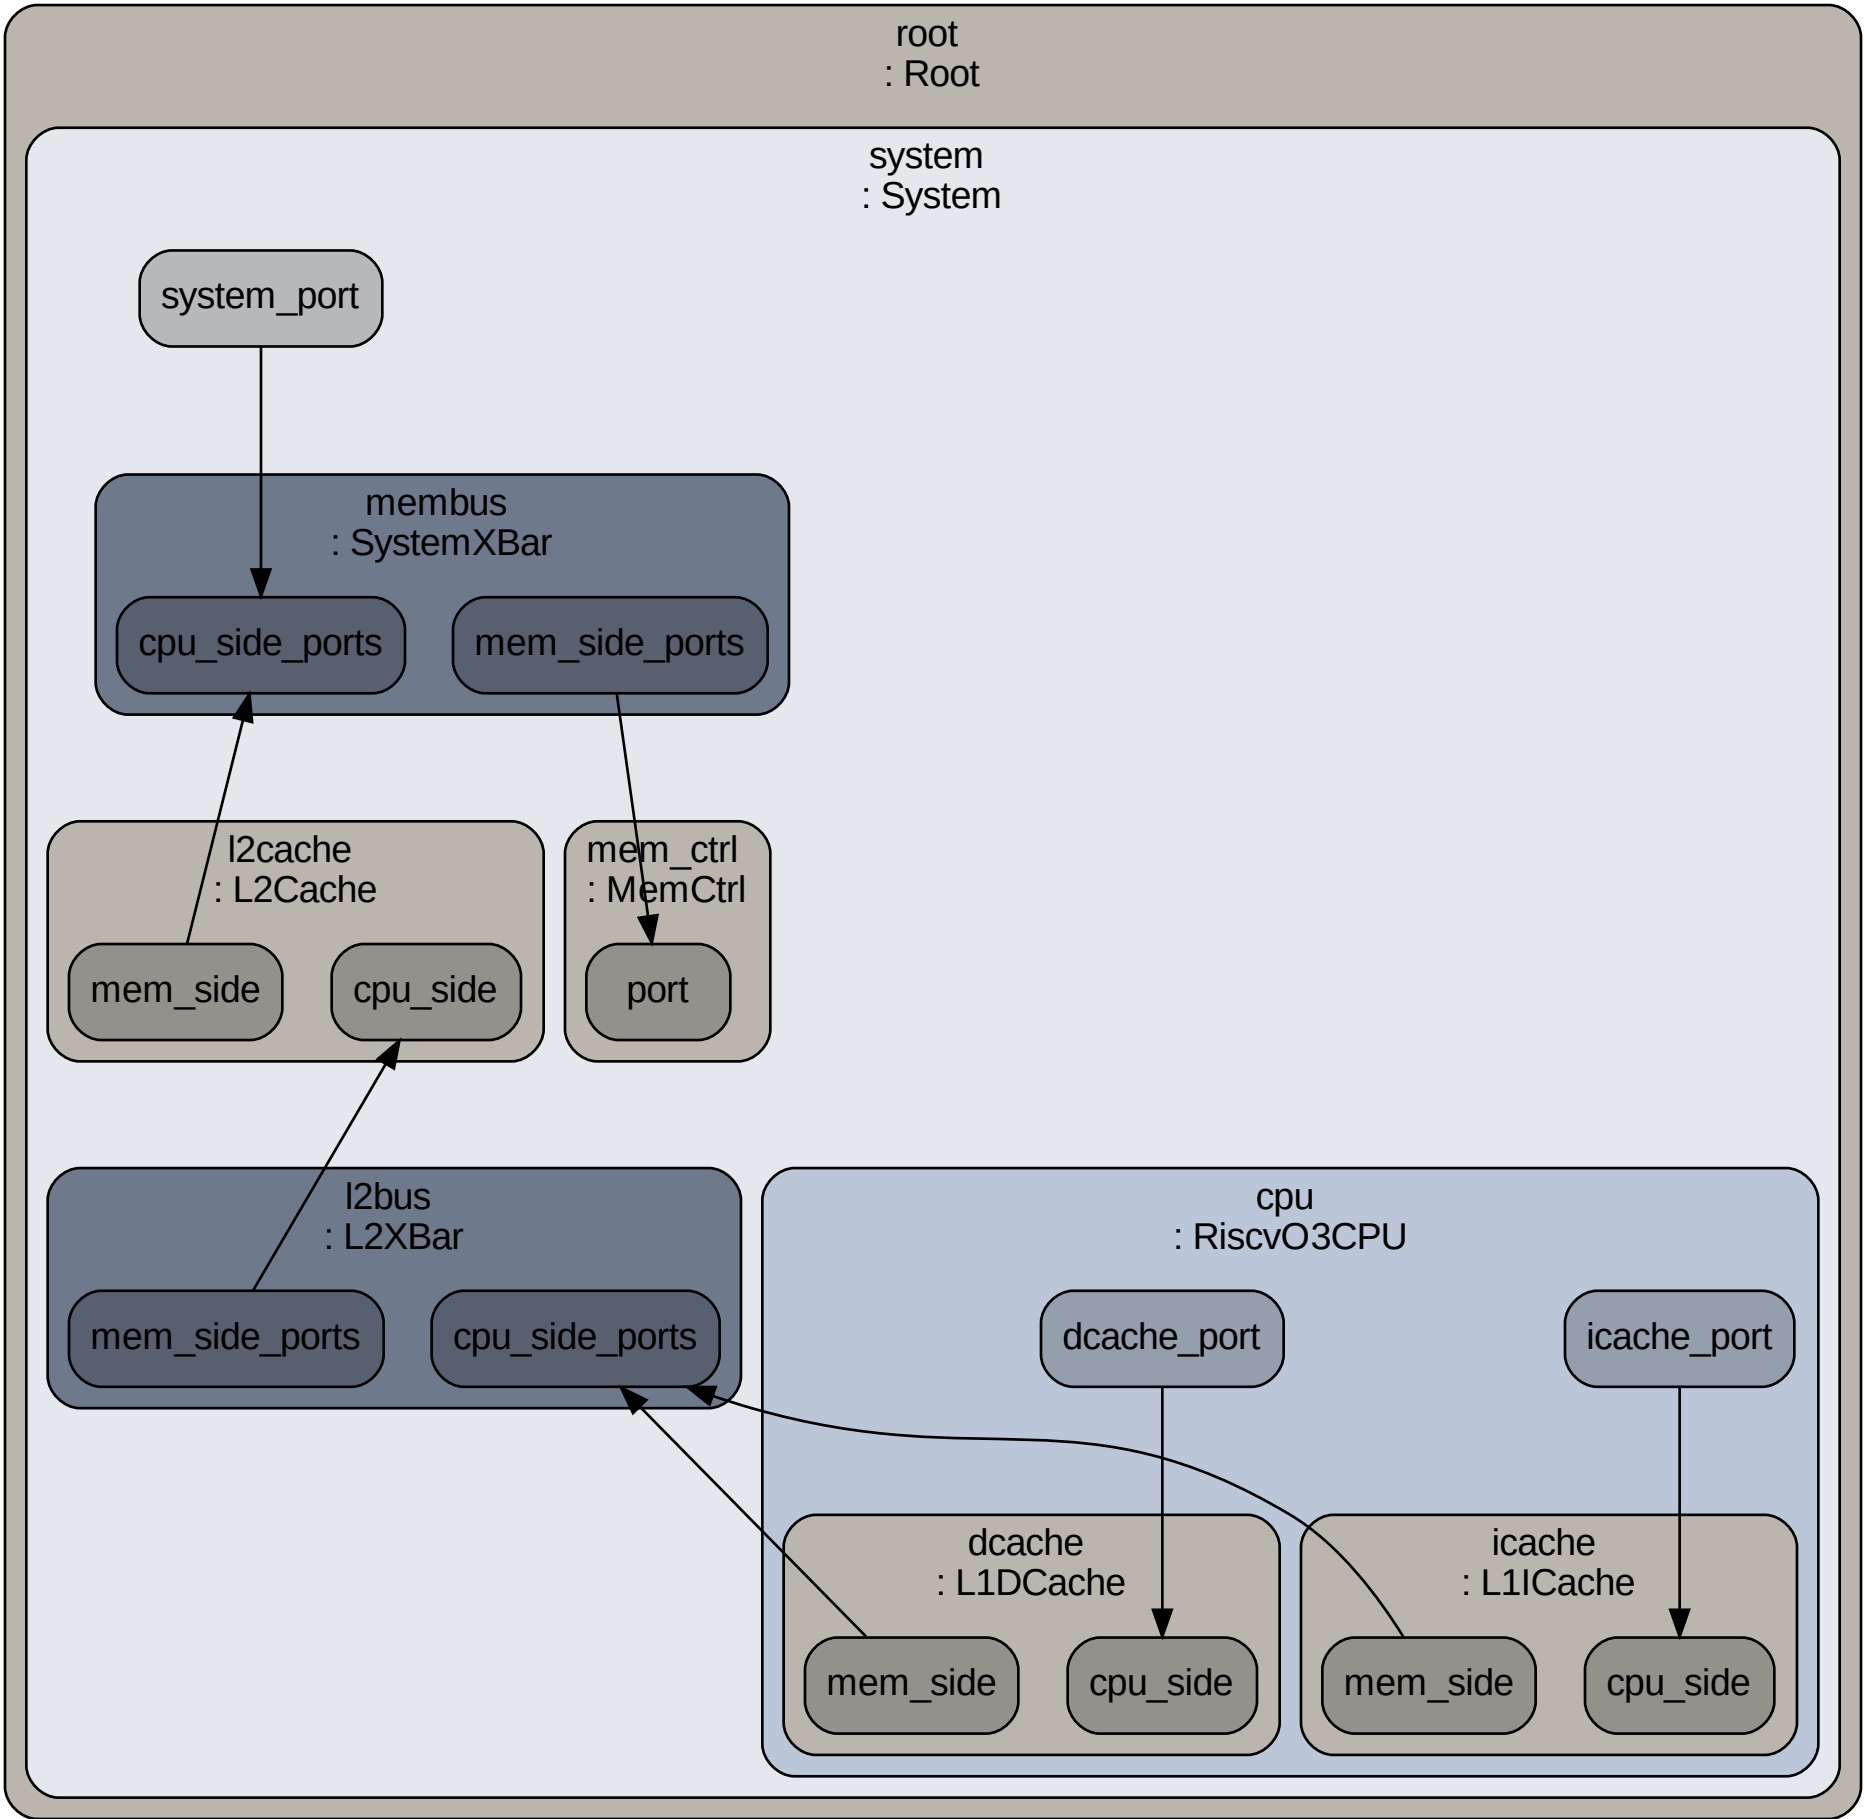 root
: Root
system
: System
system_port
membus
: SystemXBar
cpu_side_ports
mem_side_ports
l2cache
: L2Cache
mem_side
cpu_side
mem_ctrl
: MemCtrl
port
l2bus
: L2XBar
mem_side_ports
cpu_side_ports
cpu
: RiscvO3CPU
dcache_port
icache_port
dcache
: L1DCache
mem_side
cpu_side
icache
: L1ICache
mem_side
cpu_side